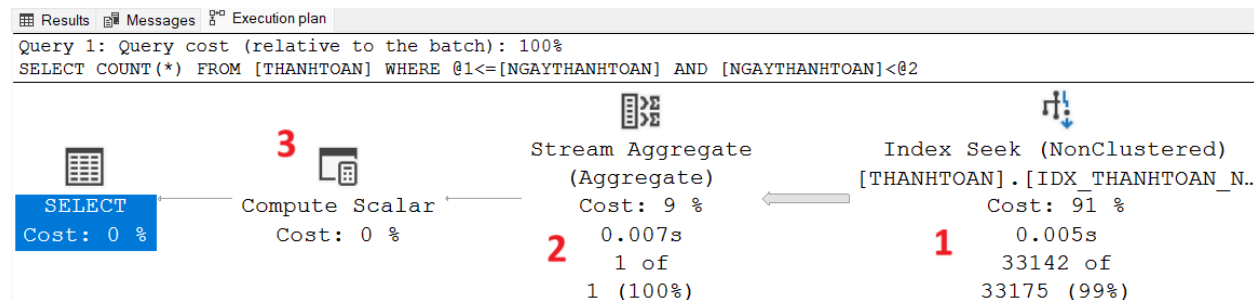 Results Messages Execution plan
Query 1: Query cost (relative to the batch): 100%
SELECT COUNT(*) FROM [THANHTOAN] WHERE @1<=[NGAYTHANHTOAN] AND [NGAYTHANHTOAN]<@2
SELECT
Cost: 0 %
3
Compute Scalar
Cost: 0 %
Stream Aggregate
(Aggregate)
Cost: 9 %
0.007s
2
1 of
1 (100%)
Index Seek (NonClustered)
[THANHTOAN].[IDX_THANHTOAN_N…
Cost: 91 %
1
0.005s
33142 of
33175 (99%)